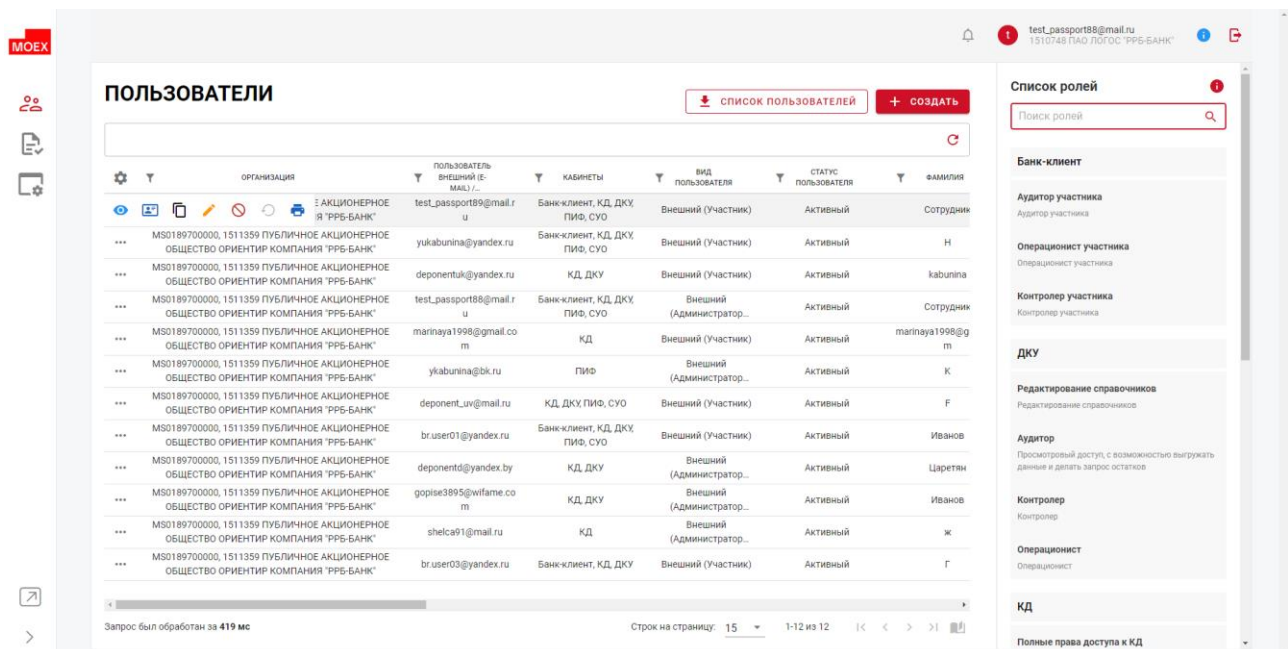 MOEX
test_passport88@mail.ru
t
1510748 ПАО ЛОГОС "РРБ-БАНК"
ПОЛЬЗОВАТЕЛИ
СПИСОК ПОЛЬЗОВАТЕЛЕЙ
+ СОЗДАТЬ
ОРГАНИЗАЦИЯ
ПОЛЬЗОВАТЕЛЬ
ВНЕШНИЙ (E-
MAIL) /...
КАБИНЕТЫ
ВИД
ПОЛЬЗОВАТЕЛЯ
СТАТУС
ПОЛЬЗОВАТЕЛЯ
ФАМИЛИЯ
Е АКЦИОНЕРНОЕ
ІЯ "РРБ-БАНК"
test_passport89@mail.r
u
Банк-клиент, КД, ДКУ,
ПИФ, СУО
Внешний (Участник)
Активный
Сотрудник
MS0189700000, 1511359 ПУБЛИЧНОЕ АКЦИОНЕРНОЕ
ОБЩЕСТВО ОРИЕНТИР КОМПАНИЯ "РРБ-БАНК"
yukabunina@yandex.ru
Банк-клиент, КД, ДКУ,
ПИФ, СУО
Внешний (Участник)
Активный
Н
MS0189700000, 1511359 ПУБЛИЧНОЕ АКЦИОНЕРНОЕ
ОБЩЕСТВО ОРИЕНТИР КОМПАНИЯ "РРБ-БАНК"
deponentuk@yandex.ru
КД, ДКУ
Внешний (Участник)
Активный
kabunina
MS0189700000, 1511359 ПУБЛИЧНОЕ АКЦИОНЕРНОЕ
ОБЩЕСТВО ОРИЕНТИР КОМПАНИЯ "РРБ-БАНК"
test_passport88@mail.r
u
Банк-клиент, КД, ДКУ,
ПИФ, СУО
Внешний
(Администратор...
Активный
Сотрудник
MS0189700000, 1511359 ПУБЛИЧНОЕ АКЦИОНЕРНОЕ
ОБЩЕСТВО ОРИЕНТИР КОМПАНИЯ "РРБ-БАНК"
marinaya1998@gmail.co
m
КД
Внешний (Участник)
Активный
marinaya1998@g
m
MS0189700000, 1511359 ПУБЛИЧНОЕ АКЦИОНЕРНОЕ
ОБЩЕСТВО ОРИЕНТИР КОМПАНИЯ "РРБ-БАНК"
ykabunina@bk.ru
ПИФ
Внешний
(Администратор...
Активный
К
MS0189700000, 1511359 ПУБЛИЧНОЕ АКЦИОНЕРНОЕ
ОБЩЕСТВО ОРИЕНТИР КОМПАНИЯ "РРБ-БАНК"
deponent_uv@mail.ru
КД, ДКУ, ПИФ, СУО
Внешний (Участник)
Активный
F
MS0189700000, 1511359 ПУБЛИЧНОЕ АКЦИОНЕРНОЕ
ОБЩЕСТВО ОРИЕНТИР КОМПАНИЯ "РРБ-БАНК"
br.user01@yandex.ru
Банк-клиент, КД, ДКУ,
ПИФ, СУО
Внешний (Участник)
Активный
Иванов
MS0189700000, 1511359 ПУБЛИЧНОЕ АКЦИОНЕРНОЕ
ОБЩЕСТВО ОРИЕНТИР КОМПАНИЯ "РРБ-БАНК"
deponentd@yandex.by
КД, ДКУ
Внешний
(Администратор...
Активный
Царетян
MS0189700000, 1511359 ПУБЛИЧНОЕ АКЦИОНЕРНОЕ
ОБЩЕСТВО ОРИЕНТИР КОМПАНИЯ "РРБ-БАНК"
gopise3895@wifame.co
m
КД, ДКУ
Внешний
(Администратор...
Активный
Иванов
MS0189700000, 1511359 ПУБЛИЧНОЕ АКЦИОНЕРНОЕ
ОБЩЕСТВО ОРИЕНТИР КОМПАНИЯ "РРБ-БАНК"
shelca91@mail.ru
КД
Внешний
(Администратор...
Активный
ж
MS0189700000, 1511359 ПУБЛИЧНОЕ АКЦИОНЕРНОЕ
ОБЩЕСТВО ОРИЕНТИР КОМПАНИЯ "РРБ-БАНК"
br.user03@yandex.ru
Банк-клиент, КД, ДКУ
Внешний (Участник)
Активный
Г
Запрос был обработан за 419 мс
Строк на страницу: 15
1-12 из 12
Список ролей
Поиск ролей
Банк-клиент
Аудитор участника
Аудитор участника
Операционист участника
Операционист участника
Контролер участника
Контролер участника
ДКУ
Редактирование справочников
Редактирование справочников
Аудитор
Просмотровый доступ, с возможностью выгружать
данные и делать запрос остатков
Контролер
Контролер
Операционист
Операционист
КД
Полные права доступа к КД